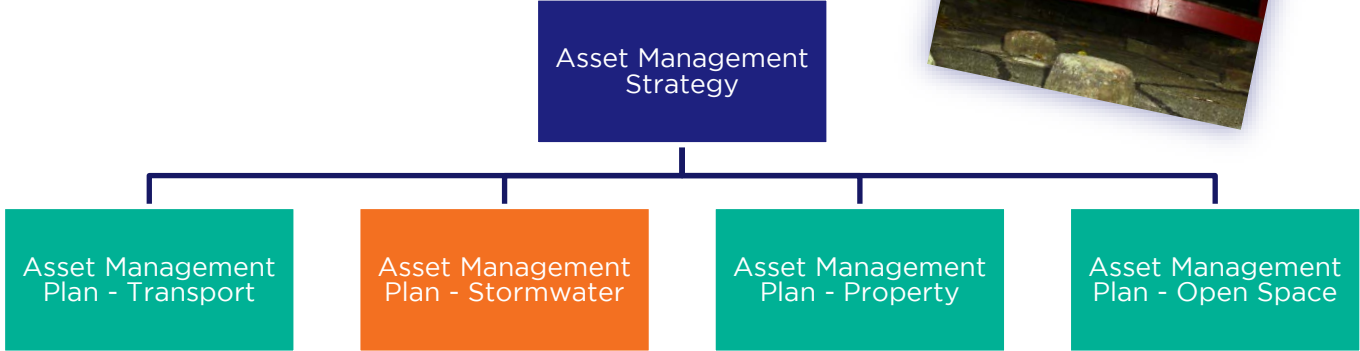 Asset Management
Strategy
Asset Management
Plan - Transport
Asset Management
Plan - Stormwater
Asset Management
Plan - Property
Asset Management
Plan - Open Space